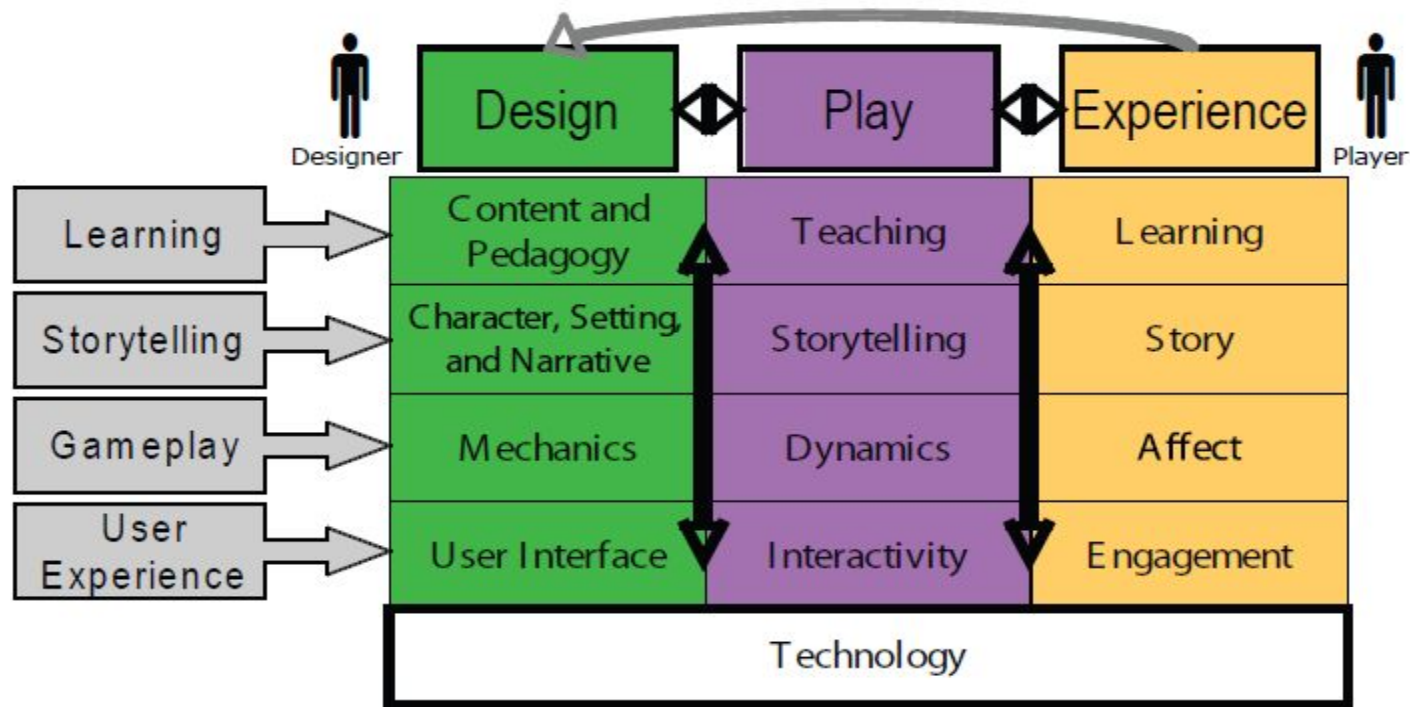 Design
Play
Experience
Designer
Player
Learning
Content and
Pedagogy
Teaching
Learning
Storytelling
Character, Setting,
and Narrative
Storytelling
Story
Gameplay
Mechanics
Dynamics
Affect
User
Experience
User Interface
Interactivity
Engagement
Technology